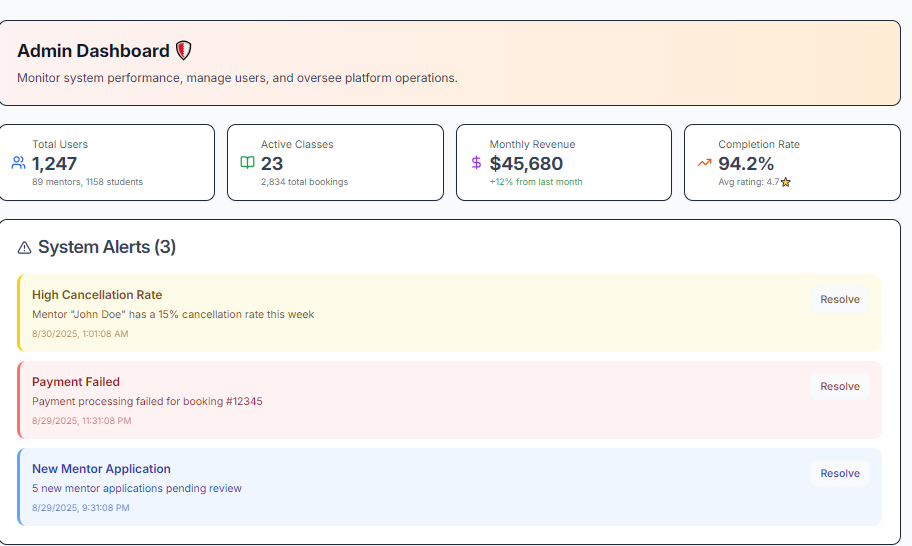 Admin Dashboard
Monitor system performance, manage users, and oversee platform operations.
Total Users
1,247
89 mentors, 1158 students
Active Classes
23
2,834 total bookings
Monthly Revenue
$45,680
+12% from last month
Completion Rate
94.2%
Avg rating: 4.7⭐
System Alerts (3)
High Cancellation Rate
Mentor "John Doe" has a 15% cancellation rate this week
8/30/2025, 1:01:08 AM
Resolve
Payment Failed
Payment processing failed for booking #12345
8/29/2025, 11:31:08 PM
Resolve
New Mentor Application
5 new mentor applications pending review
8/29/2025, 9:31:08 PM
Resolve